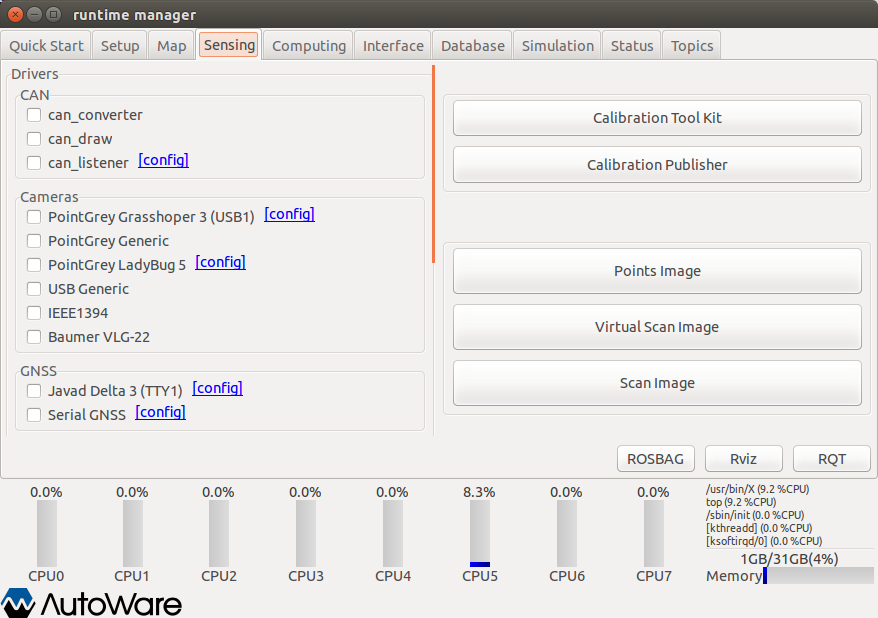 runtime manager
Quick Start Setup Map Sensing Computing Interface Database Simulation Status Topics
Drivers
CAN
can_converter
can_draw
can_listener [config]
Cameras
PointGrey Grasshoper 3 (USB1) [config]
PointGrey Generic
PointGrey LadyBug 5 [config]
USB Generic
IEEE1394
Baumer VLG-22
GNSS
Javad Delta 3 (TTY1) [config]
Serial GNSS [config]
Calibration Tool Kit
Calibration Publisher
Points Image
Virtual Scan Image
Scan Image
ROSBAG Rviz RQT
0.0% 0.0% 0.0% 0.0% 0.0% 8.3% 0.0% 0.0%
CPU0 CPU1 CPU2 CPU3 CPU4 CPU5 CPU6 CPU7
/usr/bin/X (9.2 %CPU)
top (9.2 %CPU)
/sbin/init (0.0 %CPU)
[kthreadd] (0.0 %CPU)
[ksoftirqd/0] (0.0 %CPU)
1GB/31GB(4%)
Memory
AutoWare